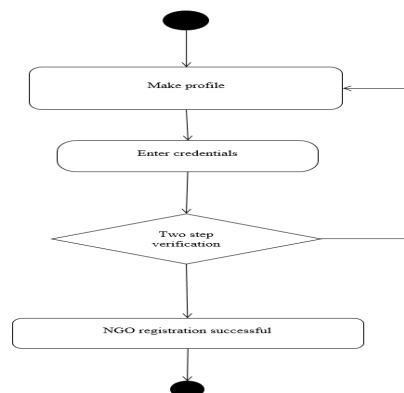 Make profile
Enter credentials
Two step
verification
NGO registration successful